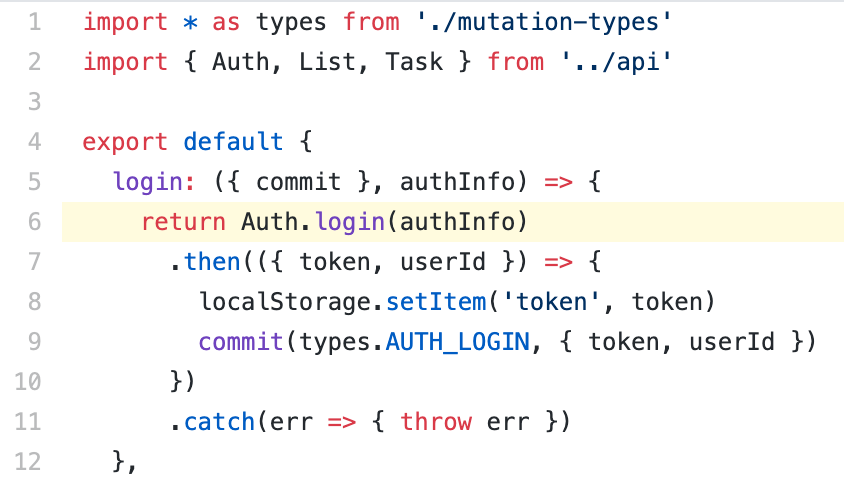 1 import * as types from './mutation-types'
2 import { Auth, List, Task } from '../api'
3
4 export default {
5   login: ({ commit }, authInfo) => {
6     return Auth.login(authInfo)
7       .then(({ token, userId }) => {
8         localStorage.setItem('token', token)
9         commit(types.AUTH_LOGIN, { token, userId })
10       })
11       .catch(err => { throw err })
12   },